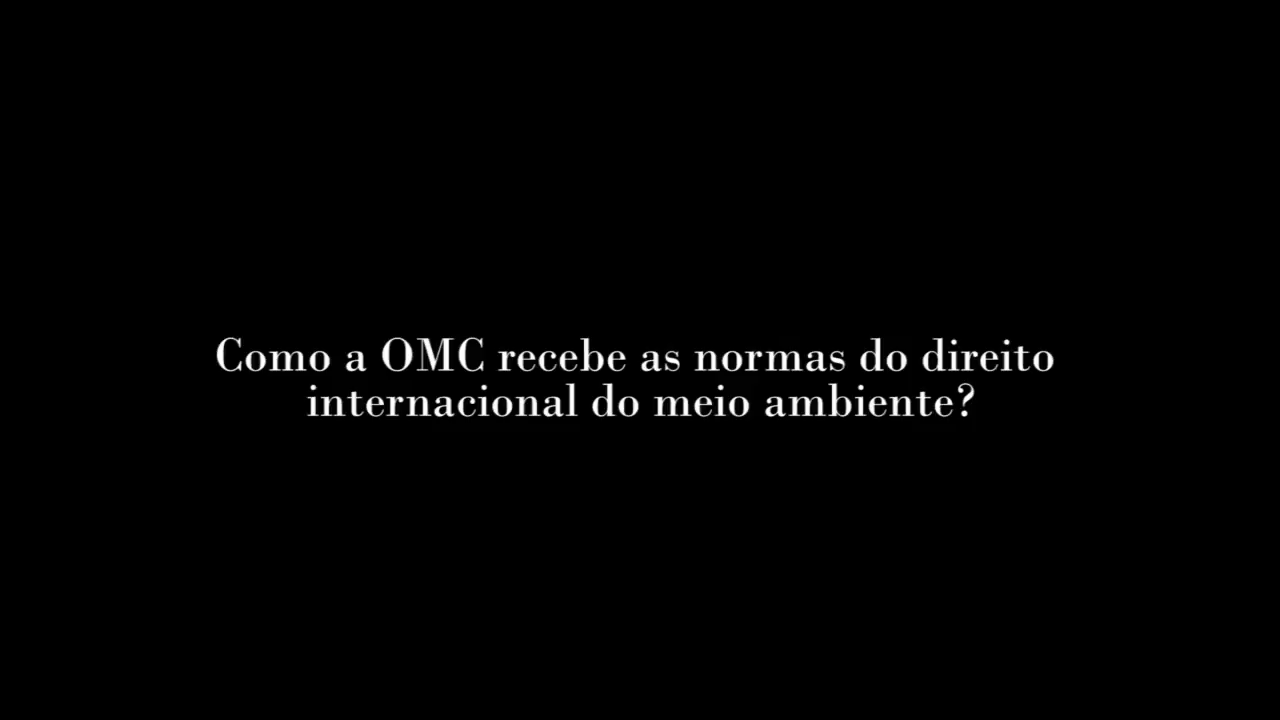 Como a OMC recebe as normas do direito
internacional do meio ambiente?